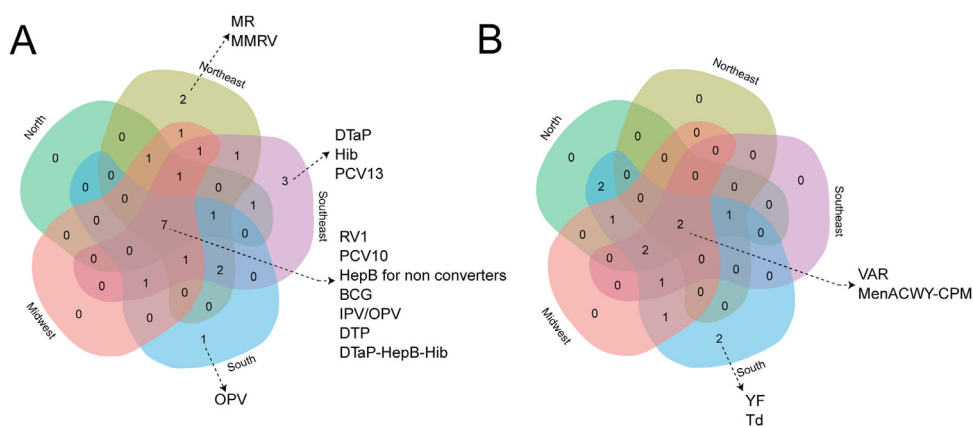 A
MR
MMRV
Northeast
North
2
0
0
1
1
1
1
DTaP
Hib
PCV13
0
0
1
0
3
Southeast
0
0
1
1
7
0
0
0
1
2
0
0
1
0
0
0
0
0
1
Midwest
South
RV1
PCV10
HepB for non converters
BCG
IPV/OPV
DTP
DTaP-HepB-Hib
OPV
B
Northeast
North
0
0
0
0
0
0
0
2
0
0
0
0
Southeast
1
0
1
0
2
0
0
2
0
0
0
0
0
0
0
0
1
2
Midwest
South
VAR
MenACWY-CPM
YF
Td